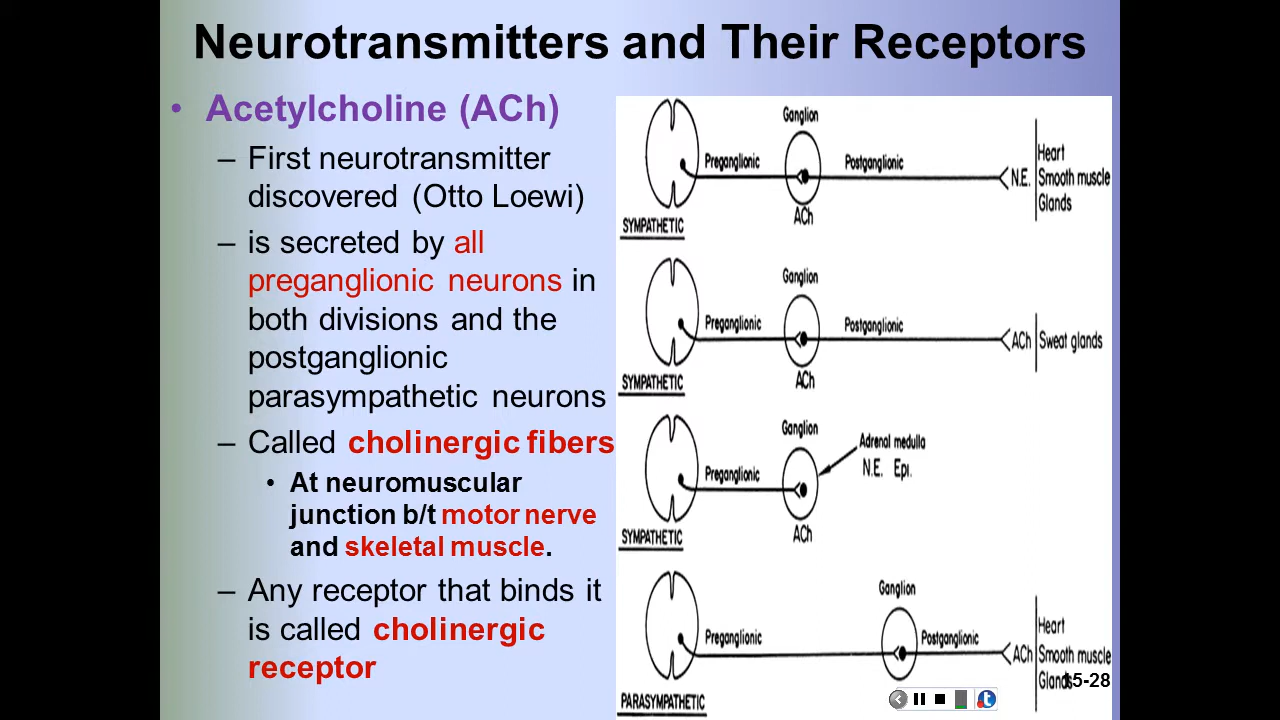 Neurotransmitters and Their Receptors
• Acetylcholine (ACh)
– First neurotransmitter
discovered (Otto Loewi)
– is secreted by all
preganglionic neurons in
both divisions and the
postganglionic
parasympathetic neurons
– Called cholinergic fibers
• At neuromuscular
junction b/t motor nerve
and skeletal muscle.
– Any receptor that binds it
is called cholinergic
receptor
Ganglion
Preganglionic
Postganglionic
N.E.
Heart
Smooth muscle
Glands
ACh
SYMPATHETIC
Ganglion
Preganglionic
Postganglionic
ACh
Sweat glands
ACh
SYMPATHETIC
Ganglion
Adrenal medulla
N.E. Epi.
Preganglionic
ACh
SYMPATHETIC
Ganglion
Preganglionic
Postganglionic
ACh
Heart
Smooth muscle
Glands
PARASYMPATHETIC
15-28
t